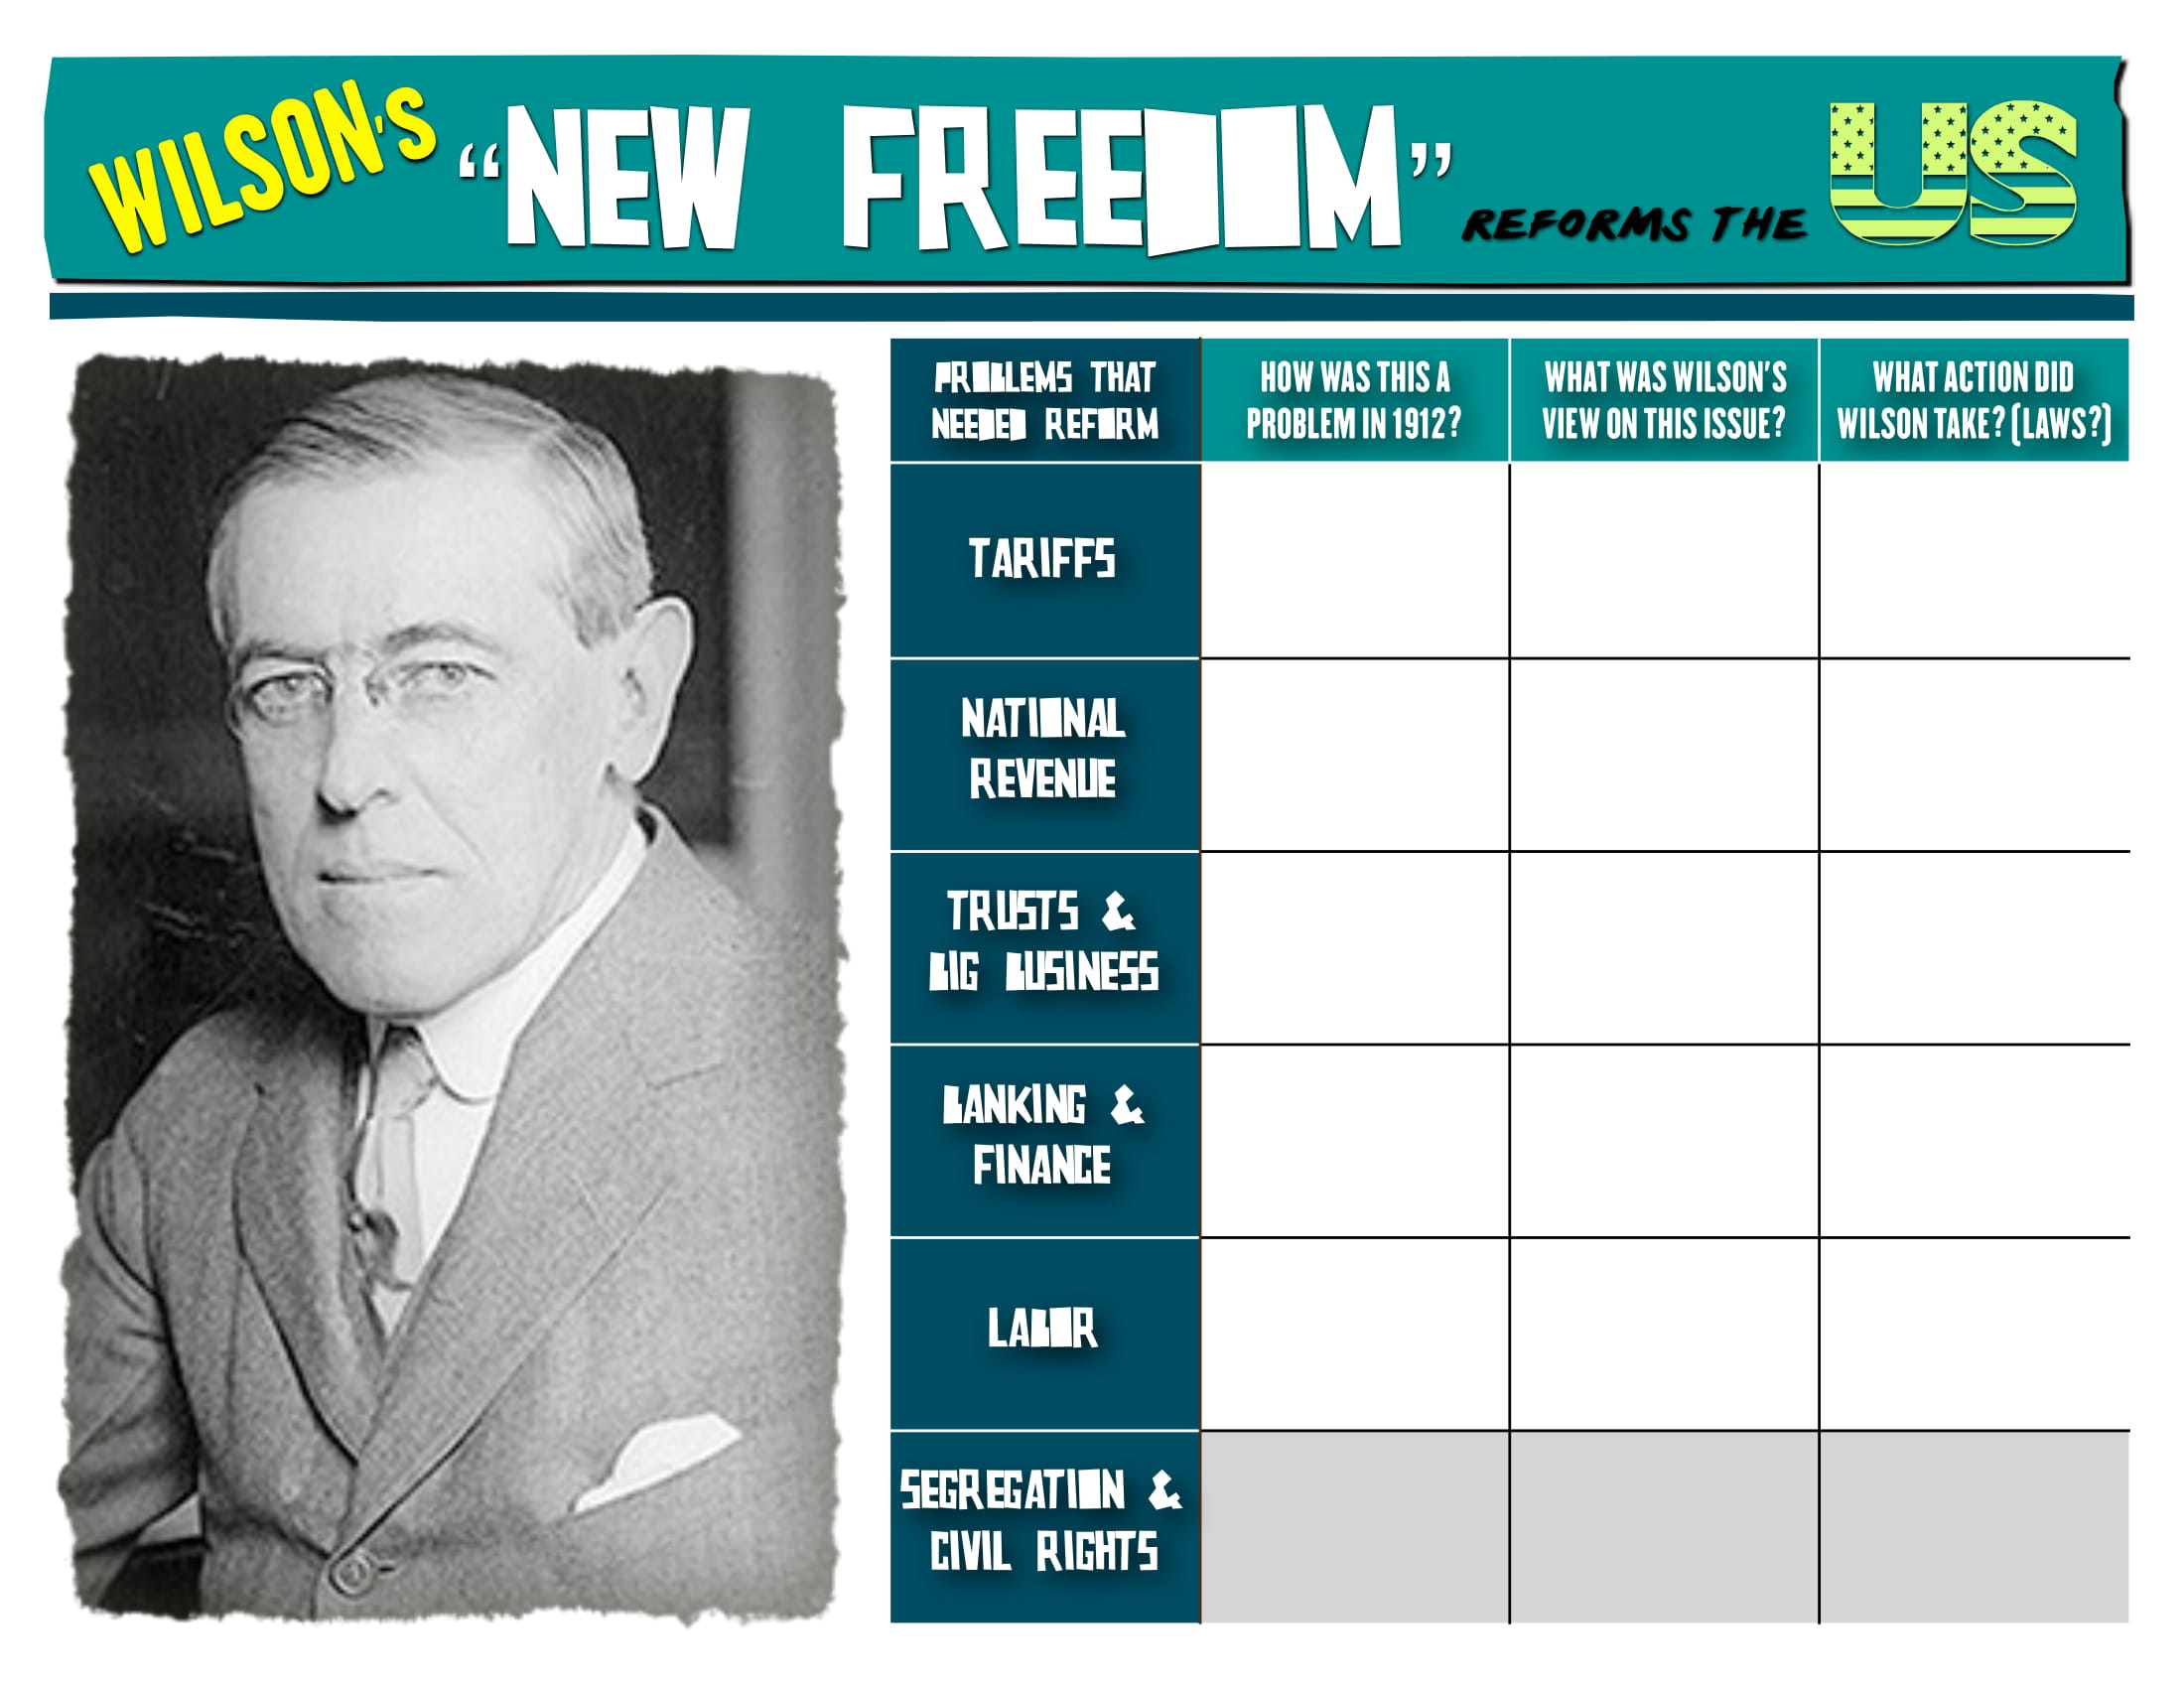 WILSON'S "NEW FREEDOM" REFORMS THE US
PROBLEMS THAT
NEEDED REFORM
HOW WAS THIS A
PROBLEM IN 1912?
WHAT WAS WILSON'S
VIEW ON THIS ISSUE?
WHAT ACTION DID
WILSON TAKE? (LAWS?)
TARIFFS
NATIONAL
REVENUE
TRUSTS &
BIG BUSINESS
BANKING &
FINANCE
LABOR
SEGREGATION &
CIVIL RIGHTS